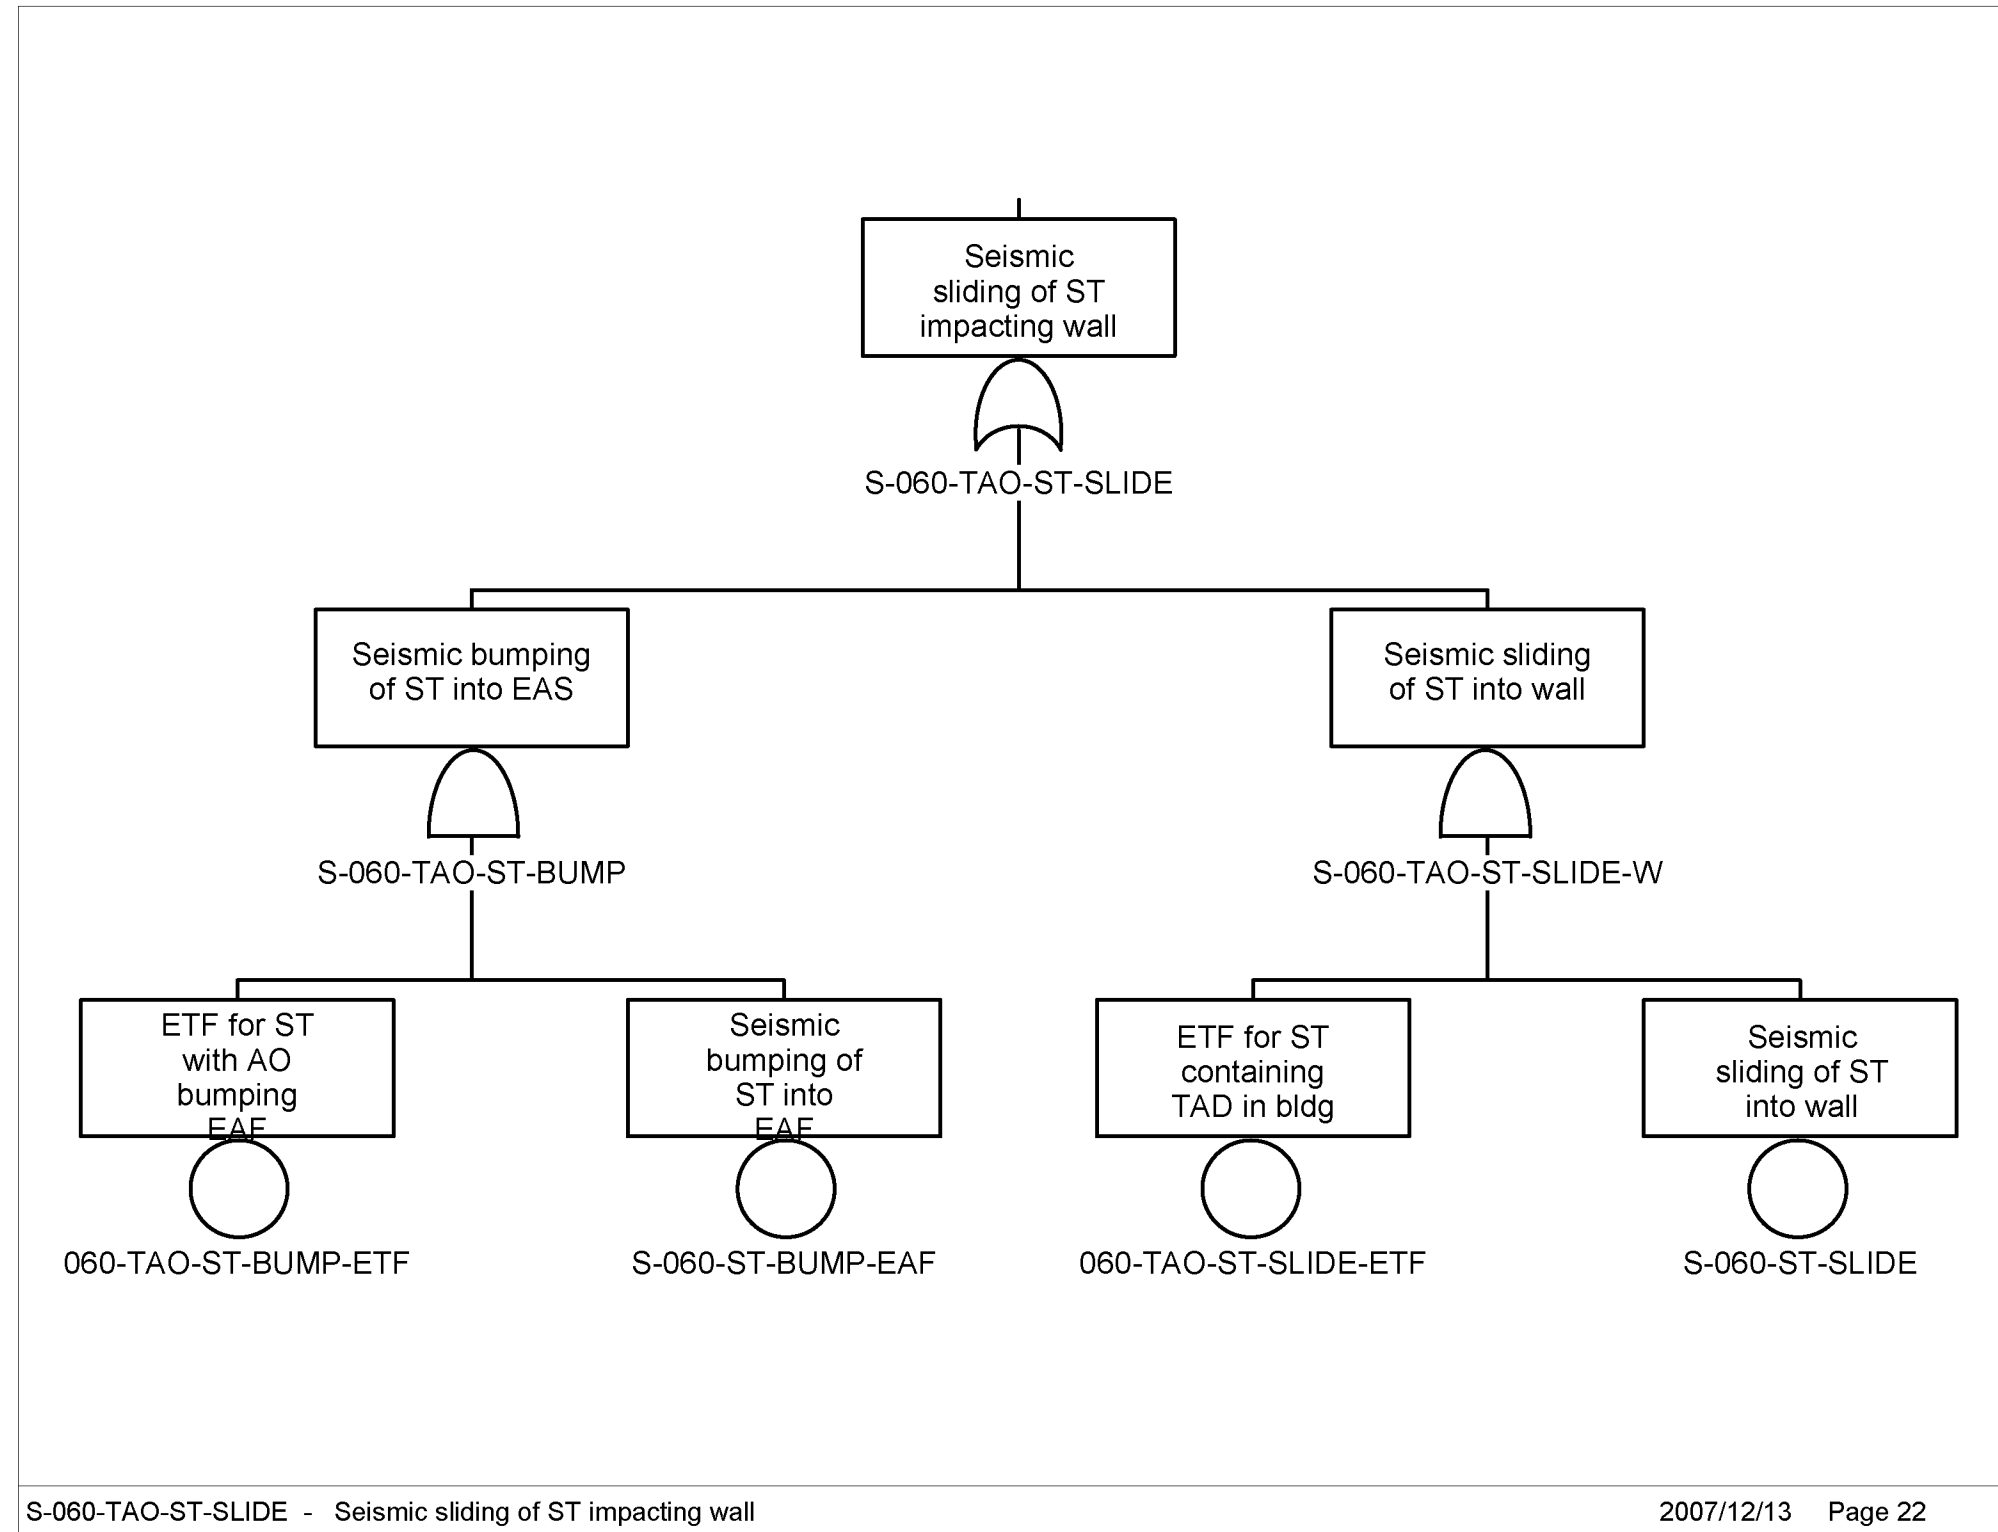 Seismic
sliding of ST
impacting wall
S-060-TAO-ST-SLIDE
Seismic bumping
of ST into EAS
S-060-TAO-ST-BUMP
Seismic sliding
of ST into wall
S-060-TAO-ST-SLIDE-W
ETF for ST
with AO
bumping
EAF
060-TAO-ST-BUMP-ETF
Seismic
bumping of
ST into
EAF
S-060-ST-BUMP-EAF
ETF for ST
containing
TAD in bldg
060-TAO-ST-SLIDE-ETF
Seismic
sliding of ST
into wall
S-060-ST-SLIDE
S-060-TAO-ST-SLIDE - Seismic sliding of ST impacting wall
2007/12/13 Page 22